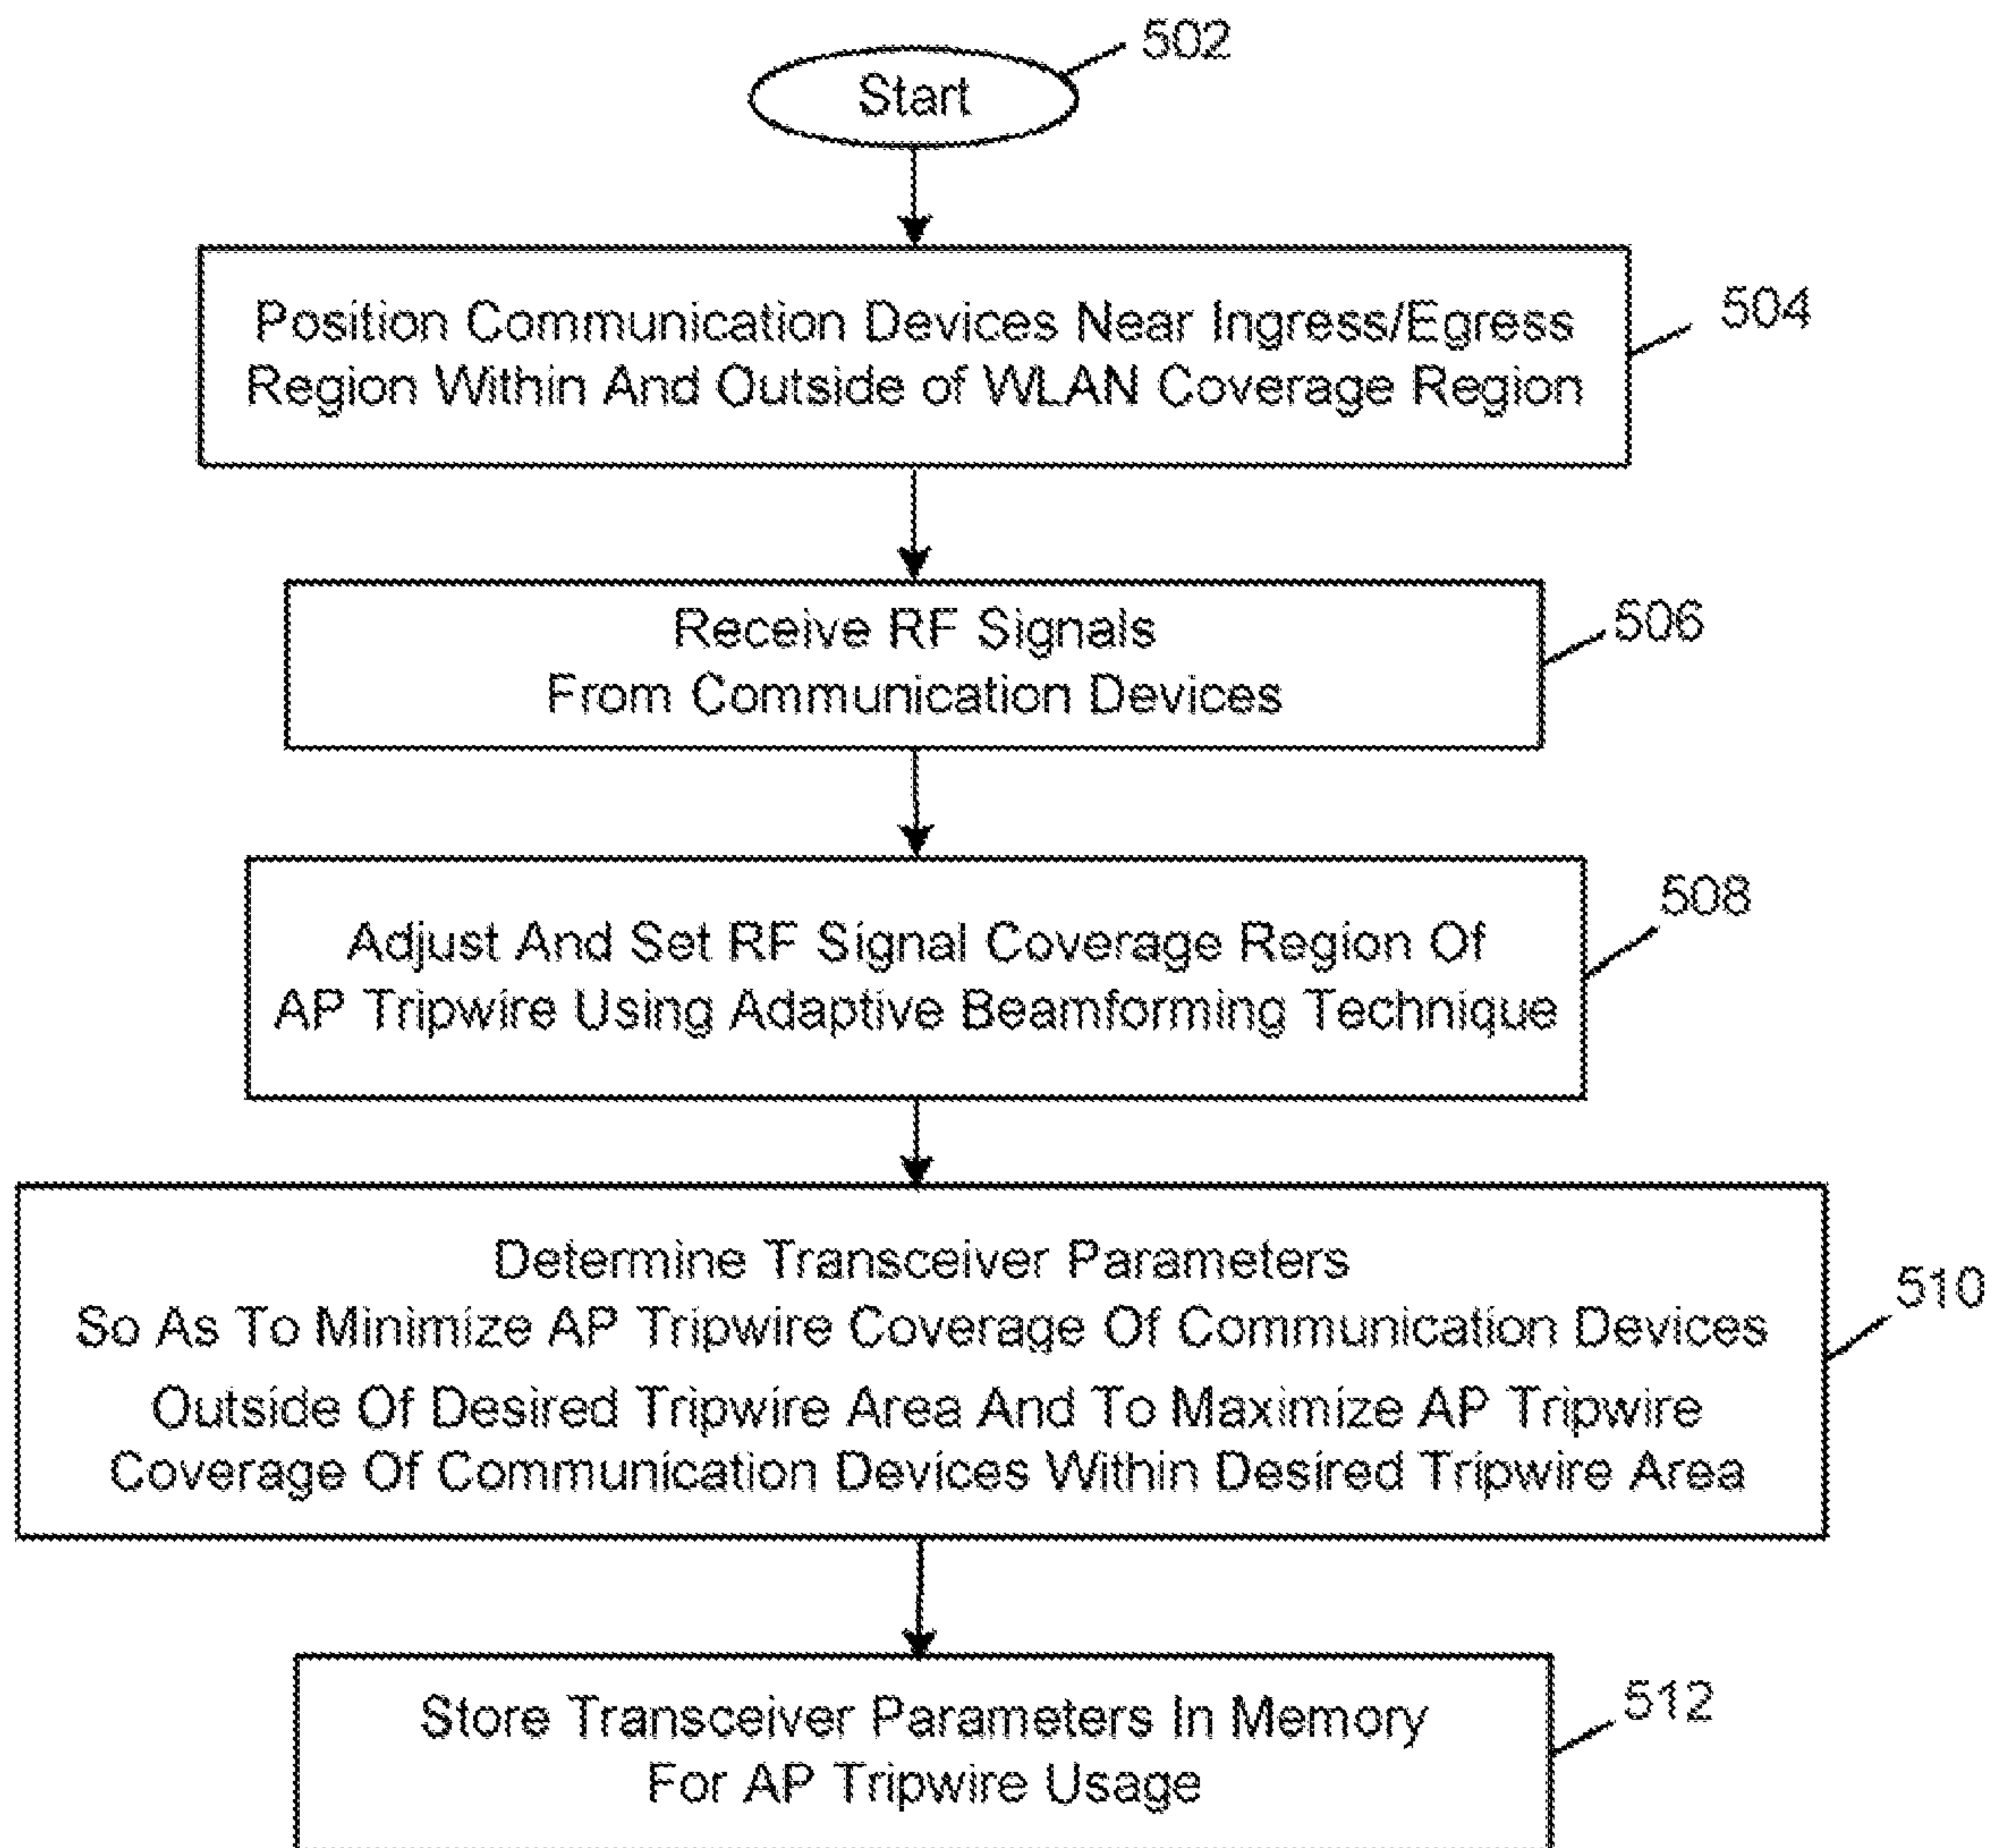 502
Start
Position Communication Devices Near Ingress/Egress
Region Within And Outside of WLAN Coverage Region
504
Receive RF Signals
From Communication Devices
506
Adjust And Set RF Signal Coverage Region Of
AP Tripwire Using Adaptive Beamforming Technique
508
Determine Transceiver Parameters
So As To Minimize AP Tripwire Coverage Of Communication Devices
Outside Of Desired Tripwire Area And To Maximize AP Tripwire
Coverage Of Communication Devices Within Desired Tripwire Area
510
Store Transceiver Parameters In Memory
For AP Tripwire Usage
512